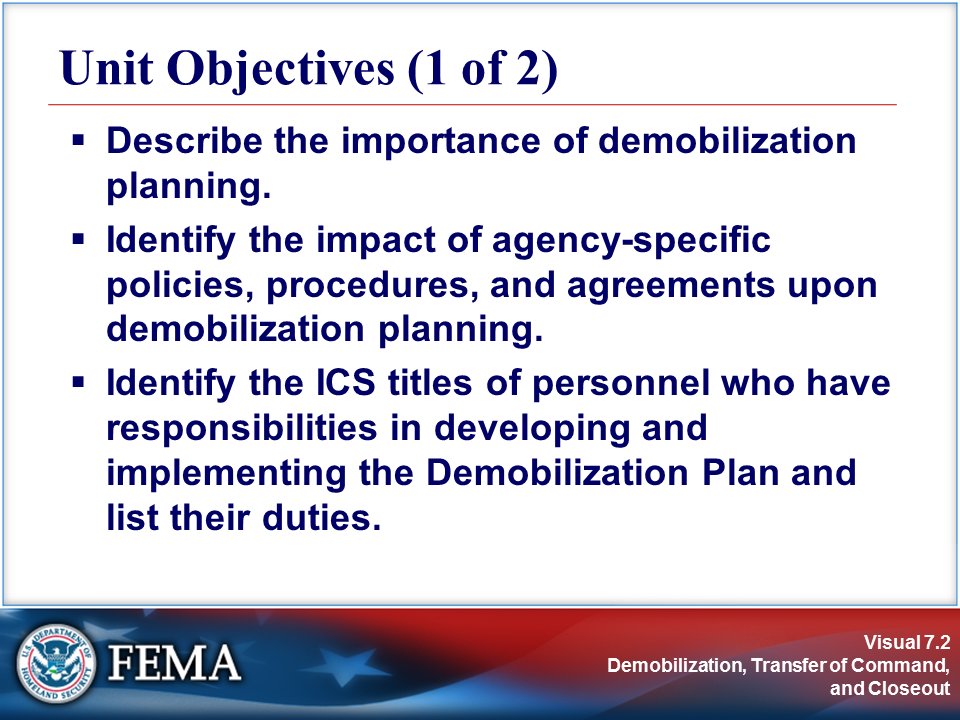 Unit Objectives (1 of 2)
▪ Describe the importance of demobilization
planning.
▪ Identify the impact of agency-specific
policies, procedures, and agreements upon
demobilization planning.
▪ Identify the ICS titles of personnel who have
responsibilities in developing and
implementing the Demobilization Plan and
list their duties.
U.S. DEPARTMENT OF
HOMELAND SECURITY
FEMA
Visual 7.2
Demobilization, Transfer of Command,
and Closeout